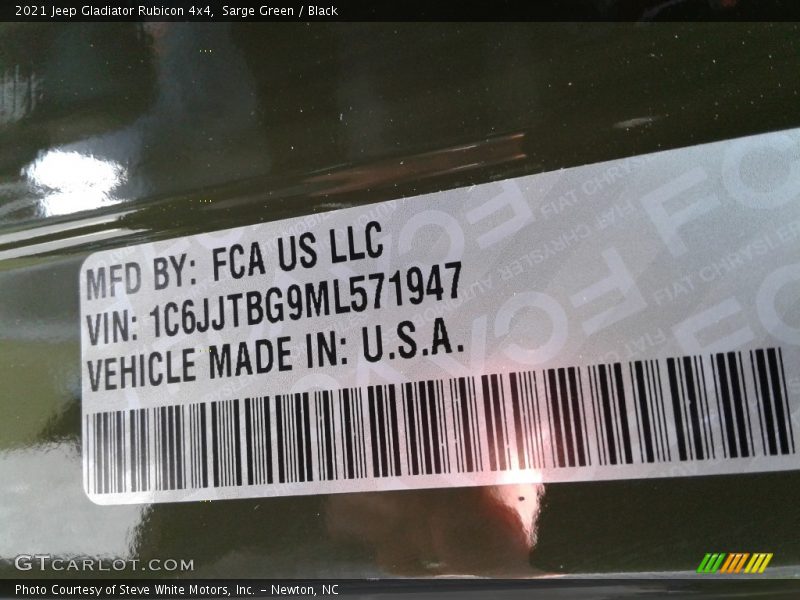 2021 Jeep Gladiator Rubicon 4x4, Sarge Green / Black
MFD BY: FCA US LLC
VIN: 1C6JJTBG9ML571947
VEHICLE MADE IN: U.S.A.
GTCARLOT.COM
Photo Courtesy of Steve White Motors, Inc. – Newton, NC